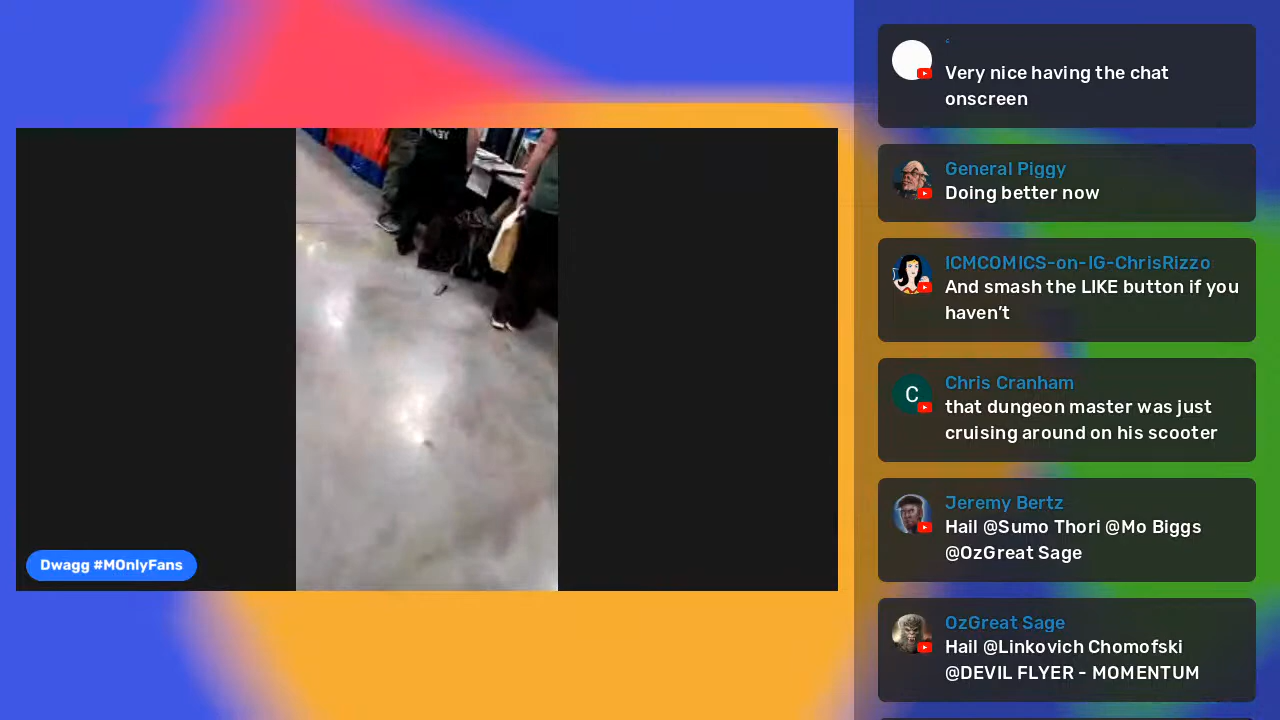 Very nice having the chat
onscreen
General Piggy
Doing better now
ICMCOMICS-on-IG-ChrisRizzo
And smash the LIKE button if you
haven't
C
Chris Cranham
that dungeon master was just
cruising around on his scooter
Jeremy Bertz
Hail @Sumo Thori @Mo Biggs
@OzGreat Sage
OzGreat Sage
Hail @Linkovich Chomofski
@DEVIL FLYER - MOMENTUM
Dwagg #MOnlyFans